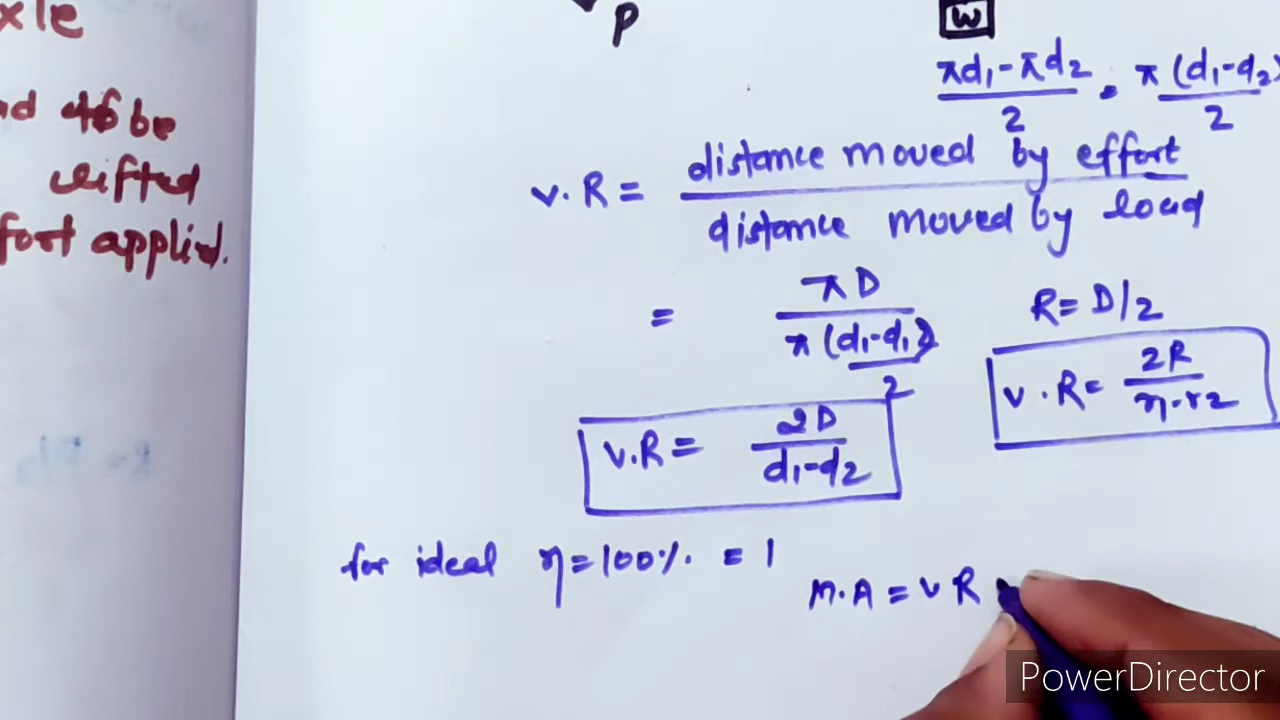 xle
nd to be
lifted
fort applied.
P
W
πd1-πd2/2 = π(d1-d2)/2
V.R = distance moved by effort / distance moved by load
= πD / π(d1-d1)/2
R = D/2
V.R = 2R / r1-r2
V.R = 2D / d1-d2
for ideal η = 100% = 1
M.A = V R
PowerDirector